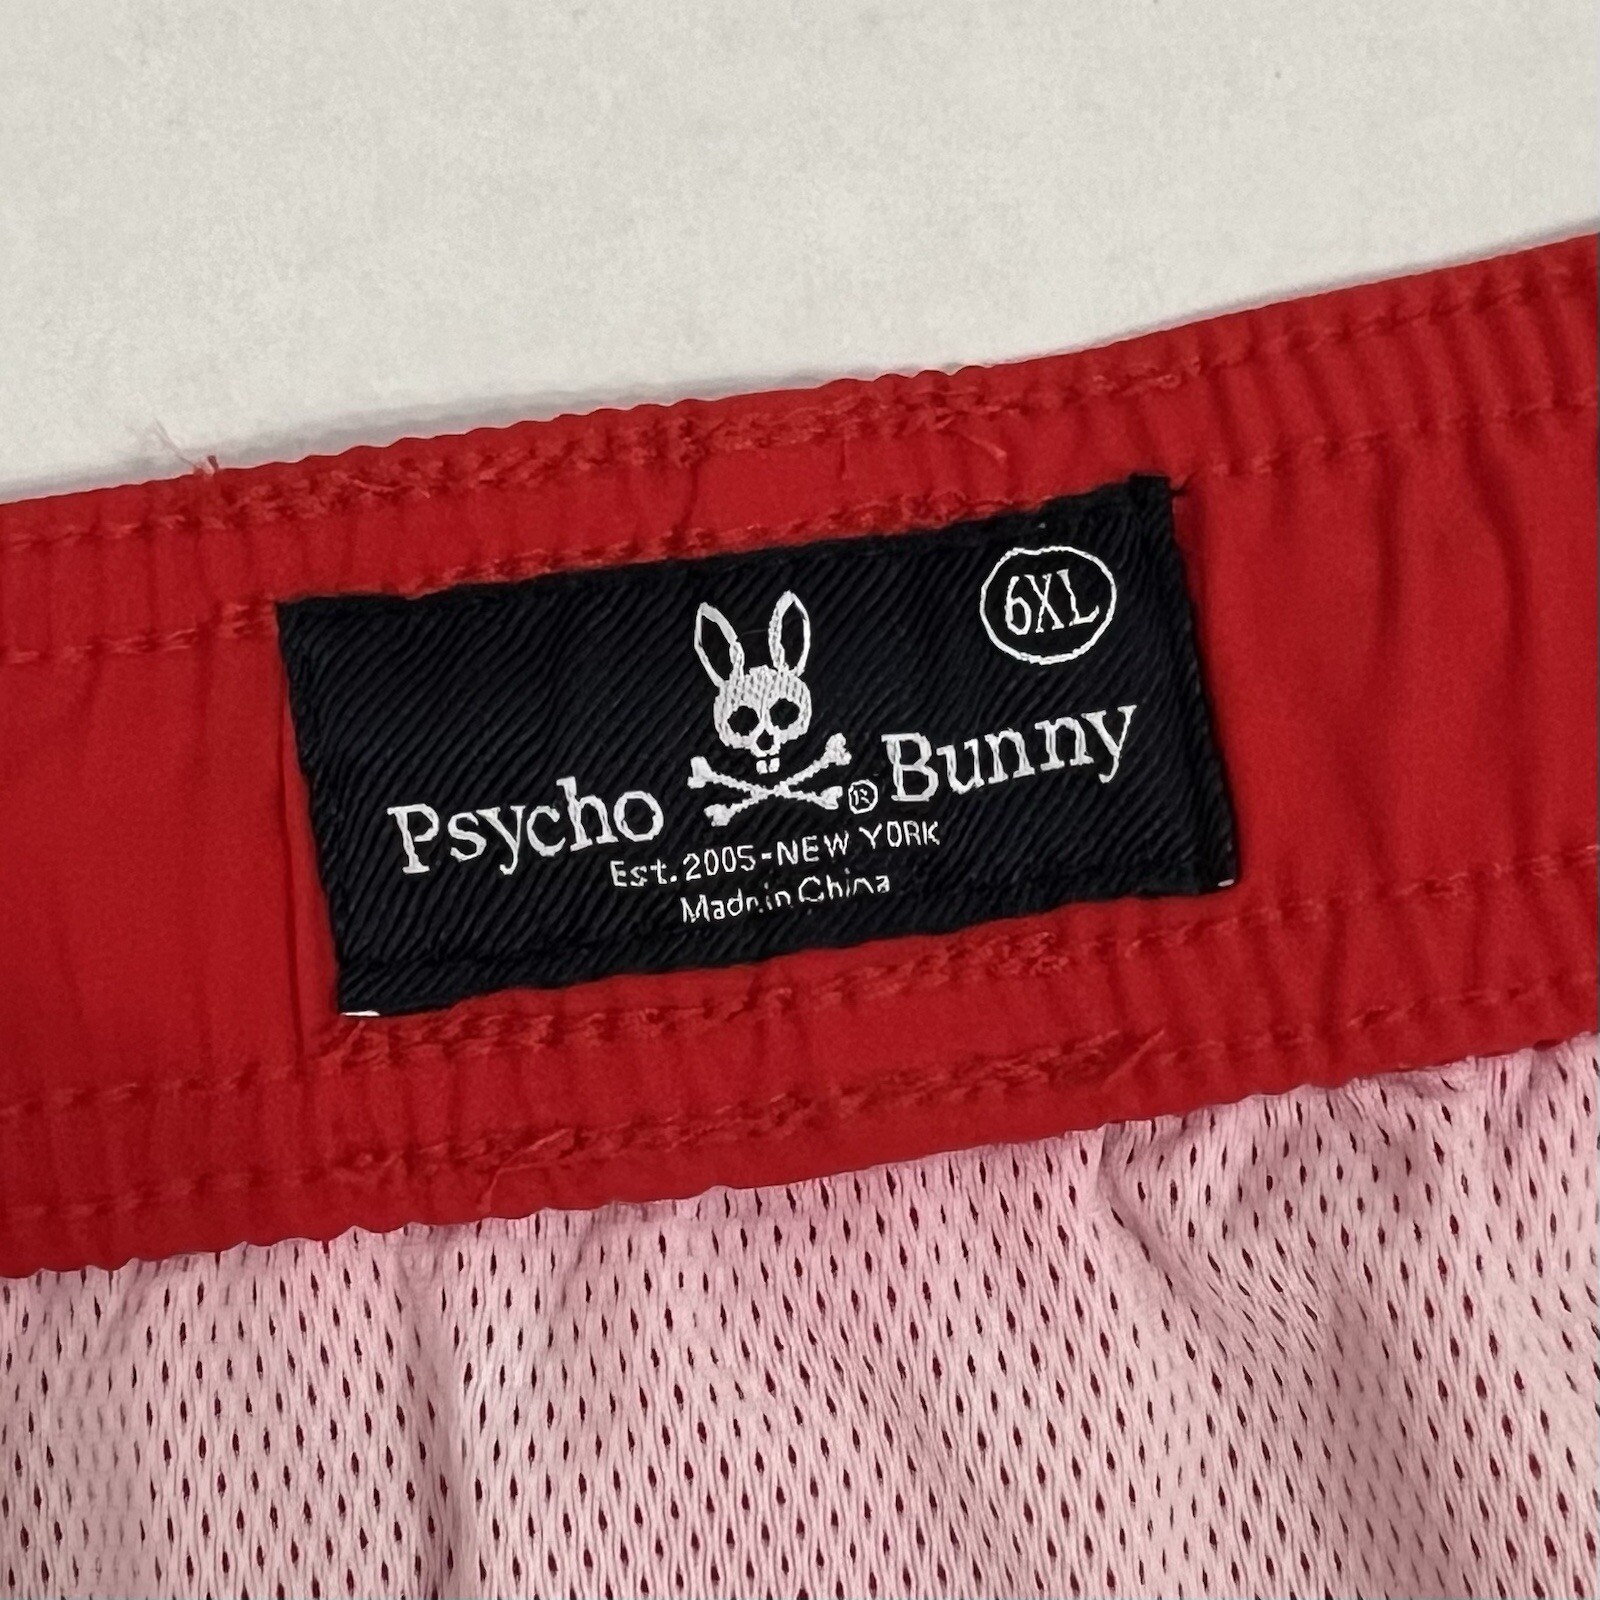 6XL
Psycho Bunny ®
Est. 2005-NEW YORK
Made in China